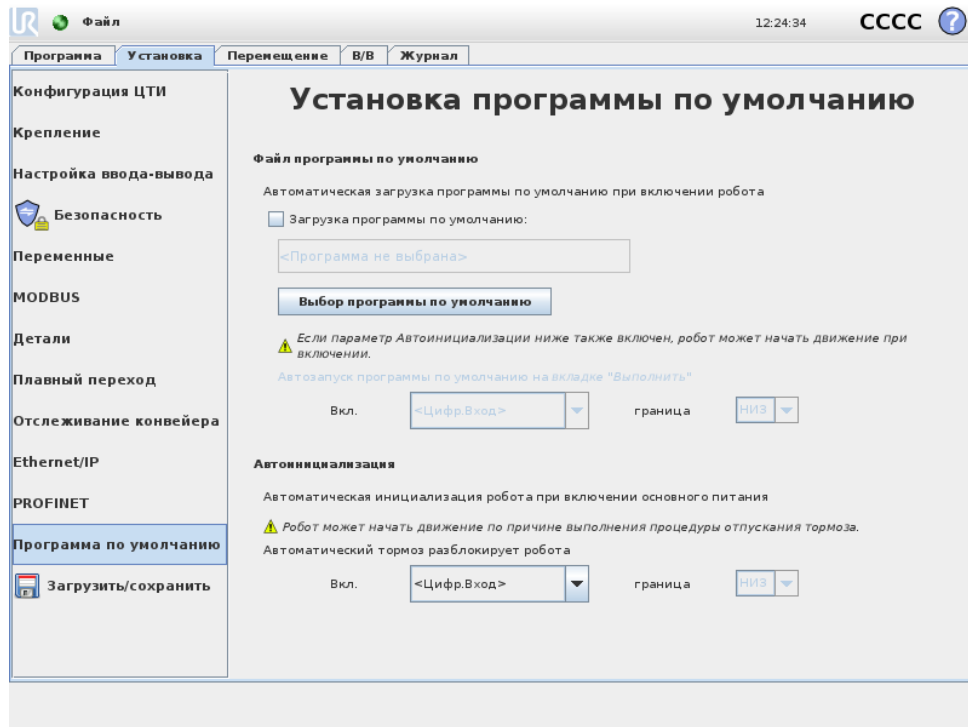 UR
Файл
12:24:34
CCCC
?
Программа
Установка
Перемещение
В/В
Журнал
Конфигурация ЦТИ
Крепление
Настройка ввода-вывода
Безопасность
Переменные
MODBUS
Детали
Плавный переход
Отслеживание конвейера
Ethernet/IP
PROFINET
Программа по умолчанию
Загрузить/сохранить
Установка программы по умолчанию
Файл программы по умолчанию
Автоматическая загрузка программы по умолчанию при включении робота
Загрузка программы по умолчанию:
<Программа не выбрана>
Выбор программы по умолчанию
Если параметр Автоинициализации ниже также включен, робот может начать движение при
включении.
Автозапуск программы по умолчанию на вкладке "Выполнить"
Вкл.
<Цифр.Вход>
граница
НИЗ
Автоинициализация
Автоматическая инициализация робота при включении основного питания
Робот может начать движение по причине выполнения процедуры отпускания тормоза.
Автоматический тормоз разблокирует робота
Вкл.
<Цифр.Вход>
граница
НИЗ